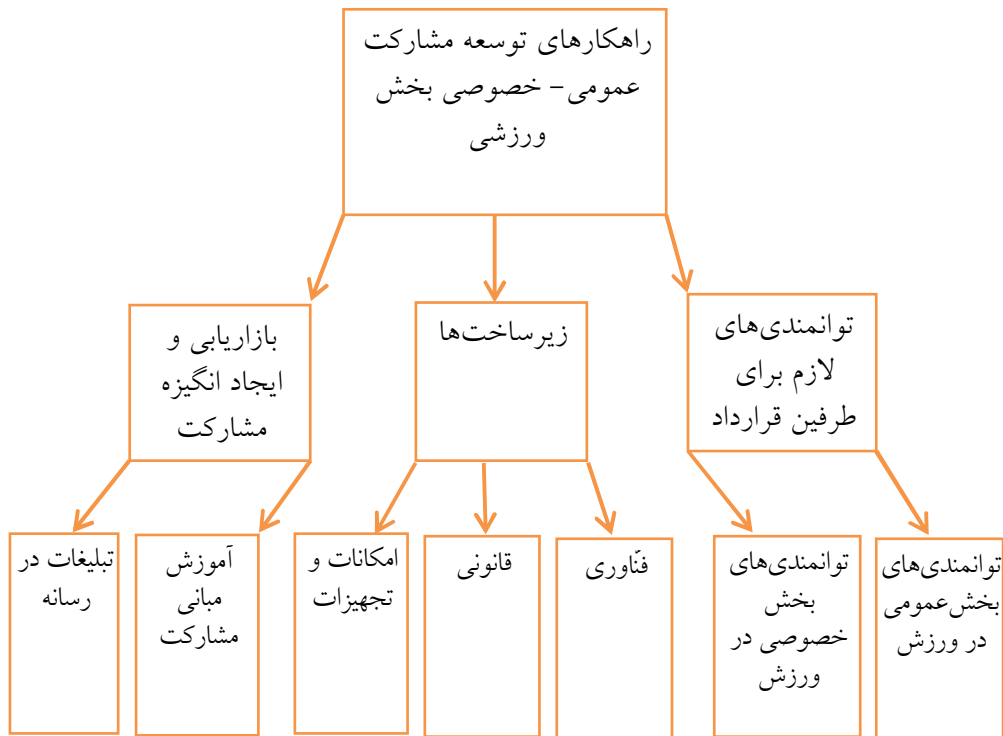 راهکارهای توسعه مشارکت
عمومی- خصوصی بخش
ورزشی
توانمندی‌های
لازم برای
طرفین قرارداد
زیرساخت‌ها
بازاریابی و
ایجاد انگیزه
مشارکت
توانمندی‌های
بخش‌عمومی
در ورزش
توانمندی‌های
بخش
خصوصی در
ورزش
فنّاوری
قانونی
امکانات و
تجهیزات
آموزش
مبانی
مشارکت
تبلیغات در
رسانه